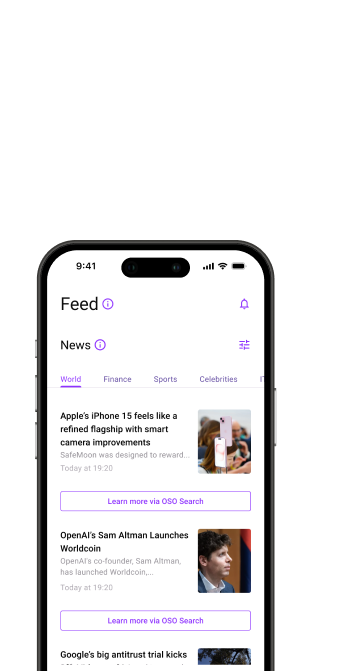 9:41
Feed
News
World Finance Sports Celebrities
Apple's iPhone 15 feels like a
refined flagship with smart
camera improvements
SafeMoon was designed to reward...
Today at 19:20
Learn more via OSO Search
OpenAI's Sam Altman Launches
Worldcoin
OpenAI's co-founder, Sam Altman,
has launched Worldcoin,...
Today at 19:20
Learn more via OSO Search
Google's big antitrust trial kicks